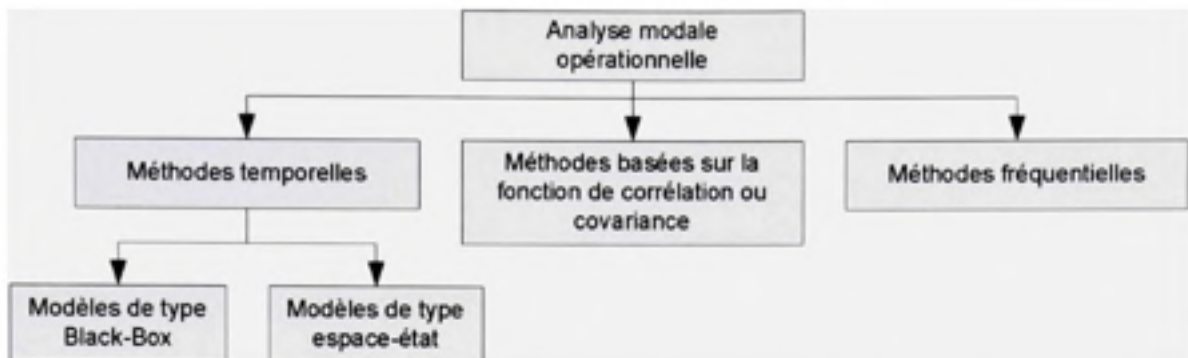 Analyse modale
opérationnelle
Méthodes temporelles
Méthodes basées sur la
fonction de corrélation ou
covariance
Méthodes fréquentielles
Modèles de type
Black-Box
Modèles de type
espace-état